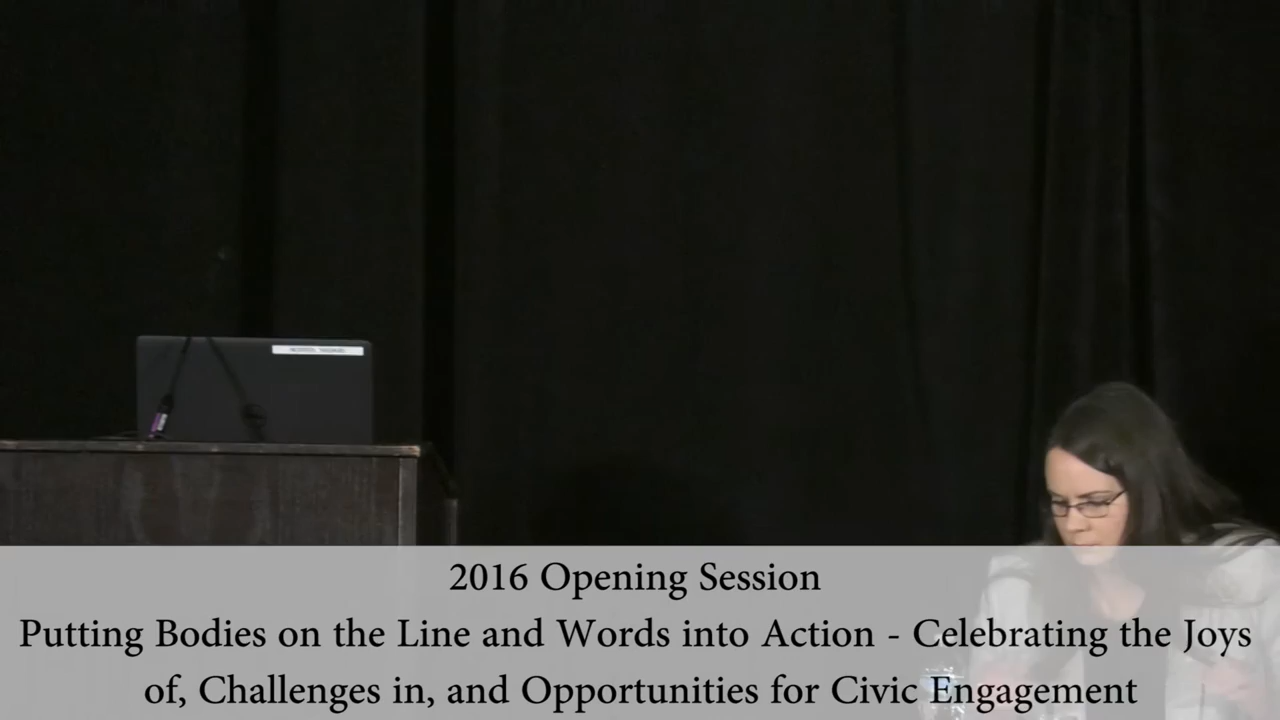 2016 Opening Session
Putting Bodies on the Line and Words into Action - Celebrating the Joys
of, Challenges in, and Opportunities for Civic Engagement